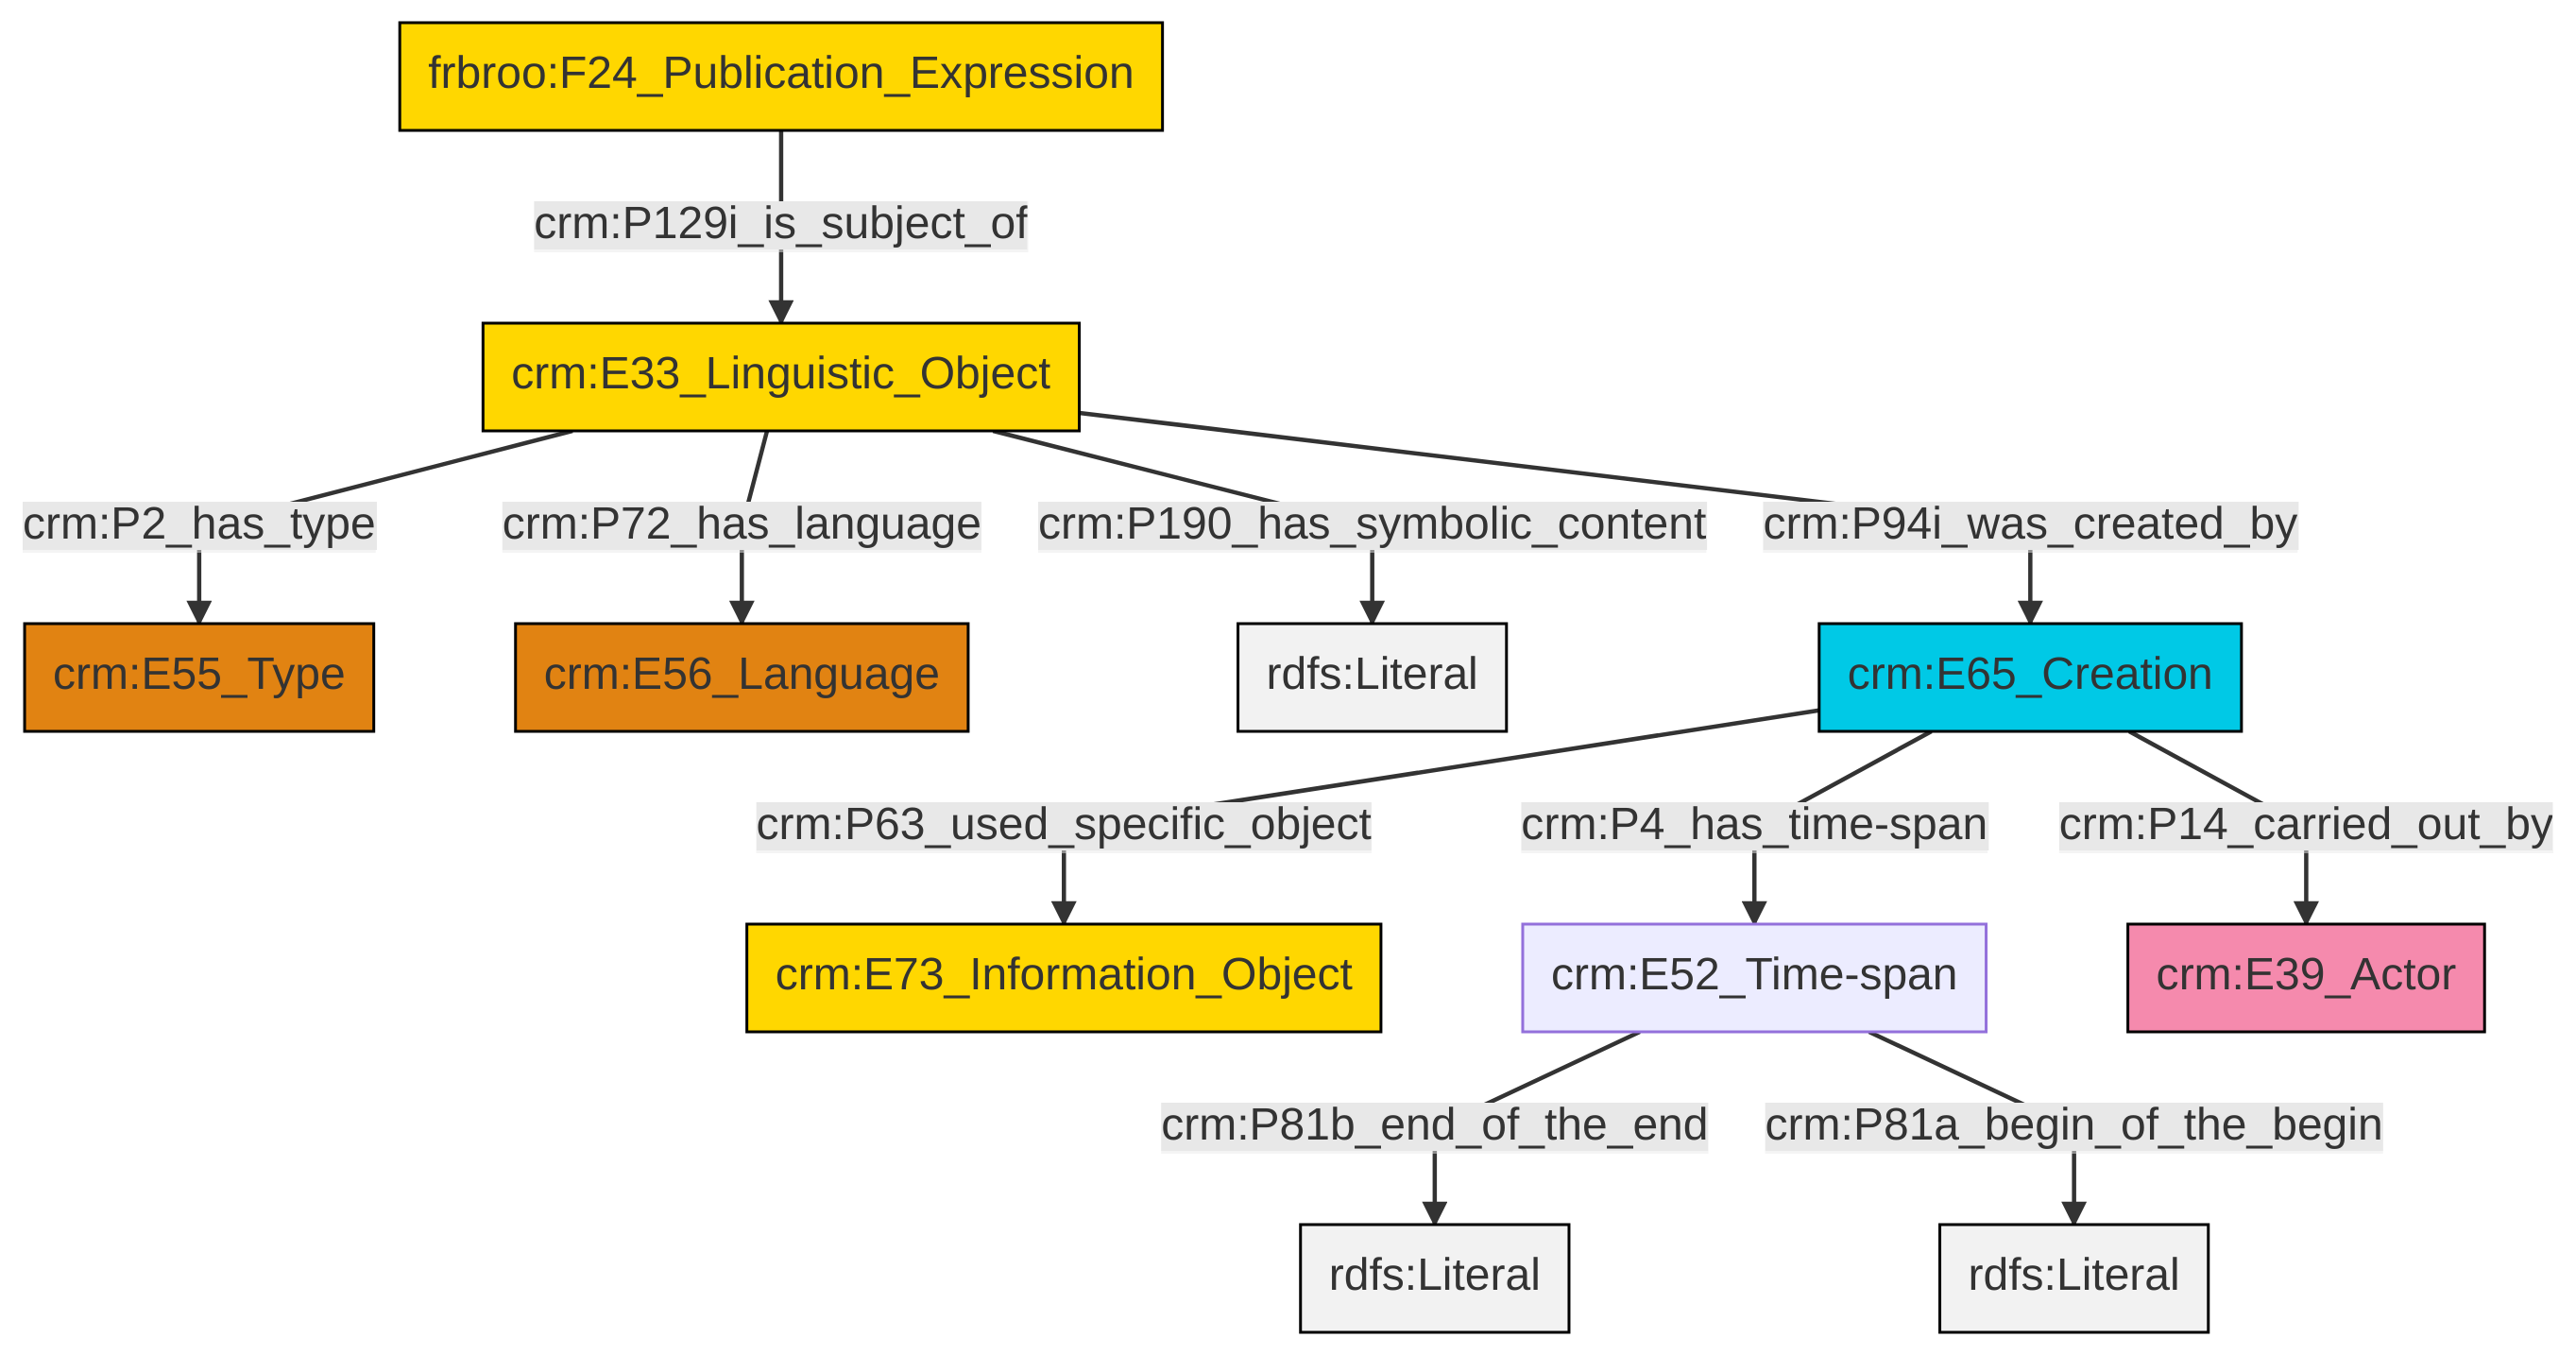 frbroo:F24_Publication_Expression
crm:P129i_is_subject_of
crm:E33_Linguistic_Object
crm:P2_has_type
crm:P72_has_language
crm:P190_has_symbolic_content
crm:P94i_was_created_by
crm:E55_Type
crm:E56_Language
rdfs:Literal
crm:E65_Creation
crm:P63_used_specific_object
crm:P4_has_time-span
crm:P14_carried_out_by
crm:E73_Information_Object
crm:E52_Time-span
crm:E39_Actor
crm:P81b_end_of_the_end
crm:P81a_begin_of_the_begin
rdfs:Literal
rdfs:Literal